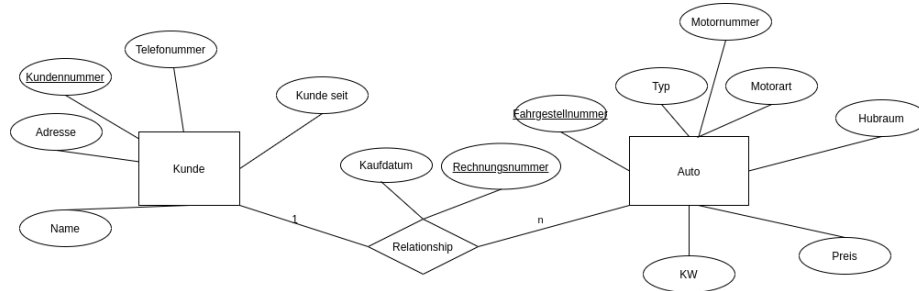 Motornummer
Telefonummer
Kundennummer
Kunde seit
Typ
Motorart
Fahrgestellnummer
Hubraum
Adresse
Kunde
Kaufdatum
Rechnungsnummer
Auto
Name
1
n
Relationship
Preis
KW